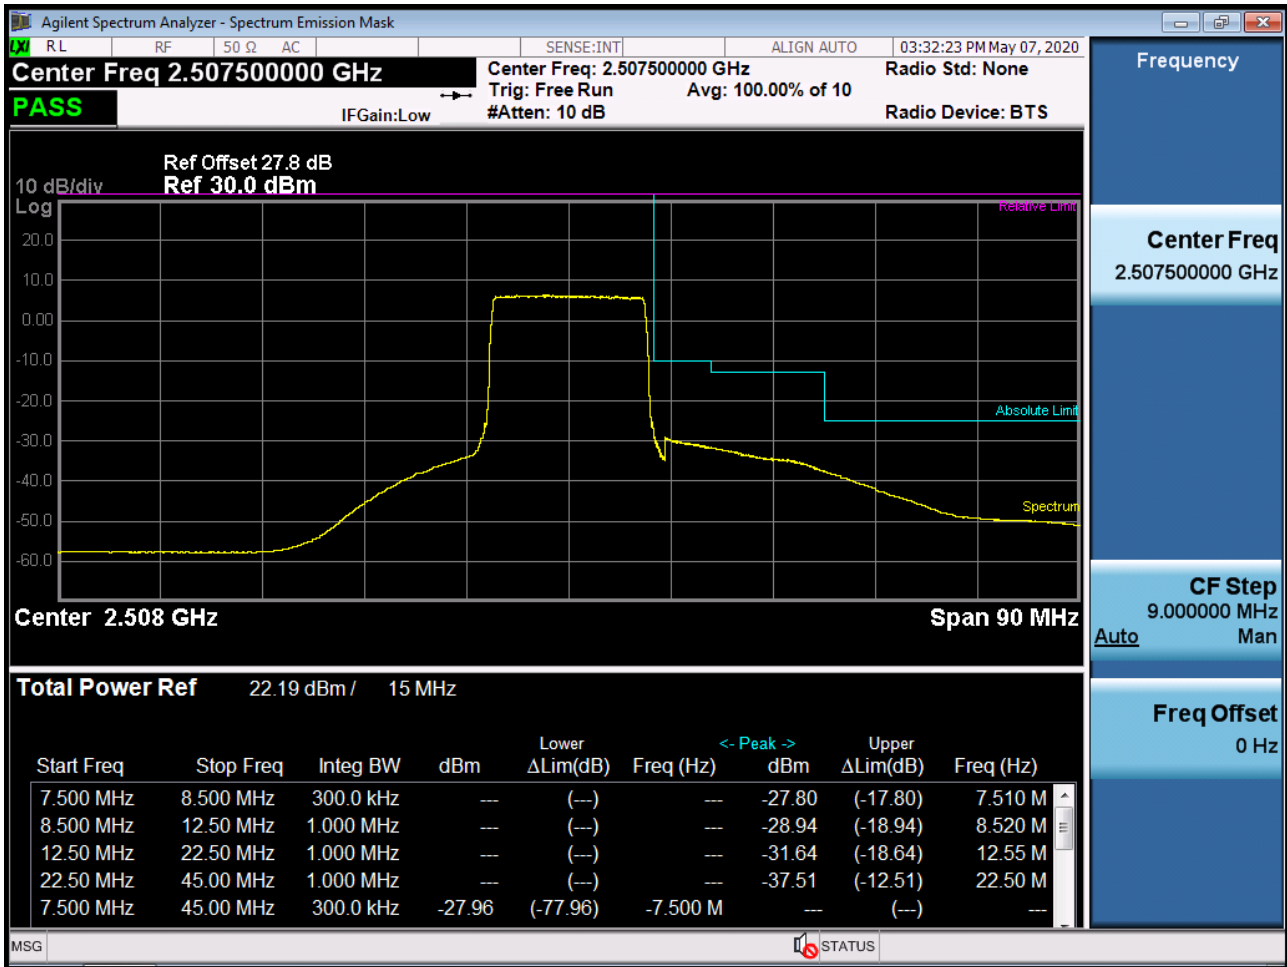 Agilent Spectrum Analyzer - Spectrum Emission Mask
LXI RL RF 50 Ω AC SENSE:INT ALIGN AUTO 03:32:23 PM May 07, 2020
Center Freq 2.507500000 GHz
Center Freq: 2.507500000 GHz Radio Std: None
Trig: Free Run Avg: 100.00% of 10
PASS IFGain:Low #Atten: 10 dB Radio Device: BTS
Ref Offset 27.8 dB
10 dB/div Ref 30.0 dBm
Log
Relative Limit
20.0
10.0
0.00
-10.0
-20.0
Absolute Limit
-30.0
-40.0
Spectrum
-50.0
-60.0
Center 2.508 GHz Span 90 MHz
Total Power Ref 22.19 dBm / 15 MHz
Lower <- Peak -> Upper
Start Freq Stop Freq Integ BW dBm ΔLim(dB) Freq (Hz) dBm ΔLim(dB) Freq (Hz)
7.500 MHz 8.500 MHz 300.0 kHz --- (---) --- -27.80 (-17.80) 7.510 M
8.500 MHz 12.50 MHz 1.000 MHz --- (---) --- -28.94 (-18.94) 8.520 M
12.50 MHz 22.50 MHz 1.000 MHz --- (---) --- -31.64 (-18.64) 12.55 M
22.50 MHz 45.00 MHz 1.000 MHz --- (---) --- -37.51 (-12.51) 22.50 M
7.500 MHz 45.00 MHz 300.0 kHz -27.96 (-77.96) -7.500 M --- (---) ---
MSG STATUS
Frequency
Center Freq
2.507500000 GHz
CF Step
9.000000 MHz
Auto Man
Freq Offset
0 Hz